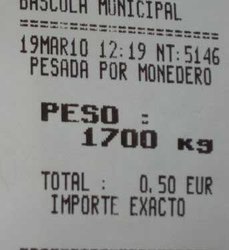 BASCULA MUNICIPAL
19MAR10 12:19 NT:5146
PESADA POR MONEDERO
PESO :
1700 KG
TOTAL : 0,50 EUR
IMPORTE EXACTO